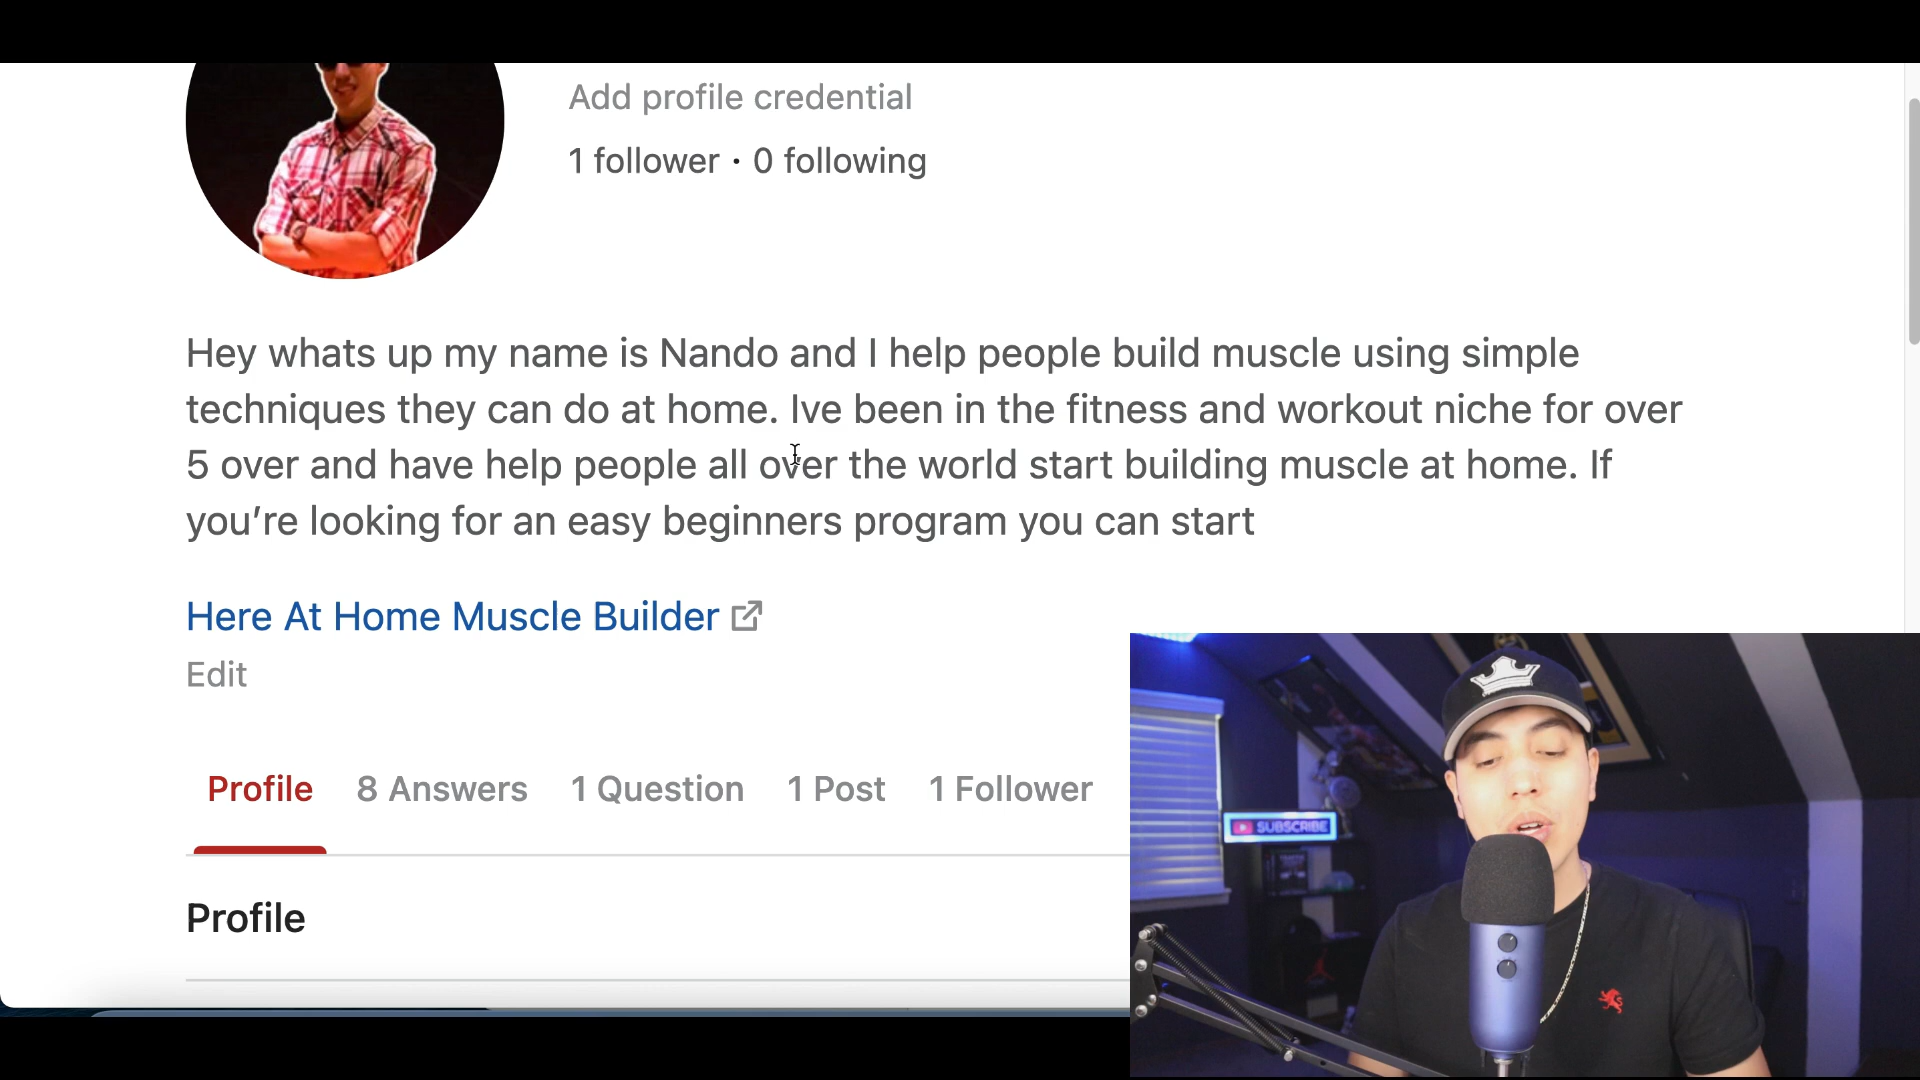 Add profile credential
1 follower · 0 following
Hey whats up my name is Nando and I help people build muscle using simple
techniques they can do at home. Ive been in the fitness and workout niche for over
5 over and have help people all over the world start building muscle at home. If
you’re looking for an easy beginners program you can start
Here At Home Muscle Builder
Edit
Profile 8 Answers 1 Question 1 Post 1 Follower
Profile
SUBSCRIBE